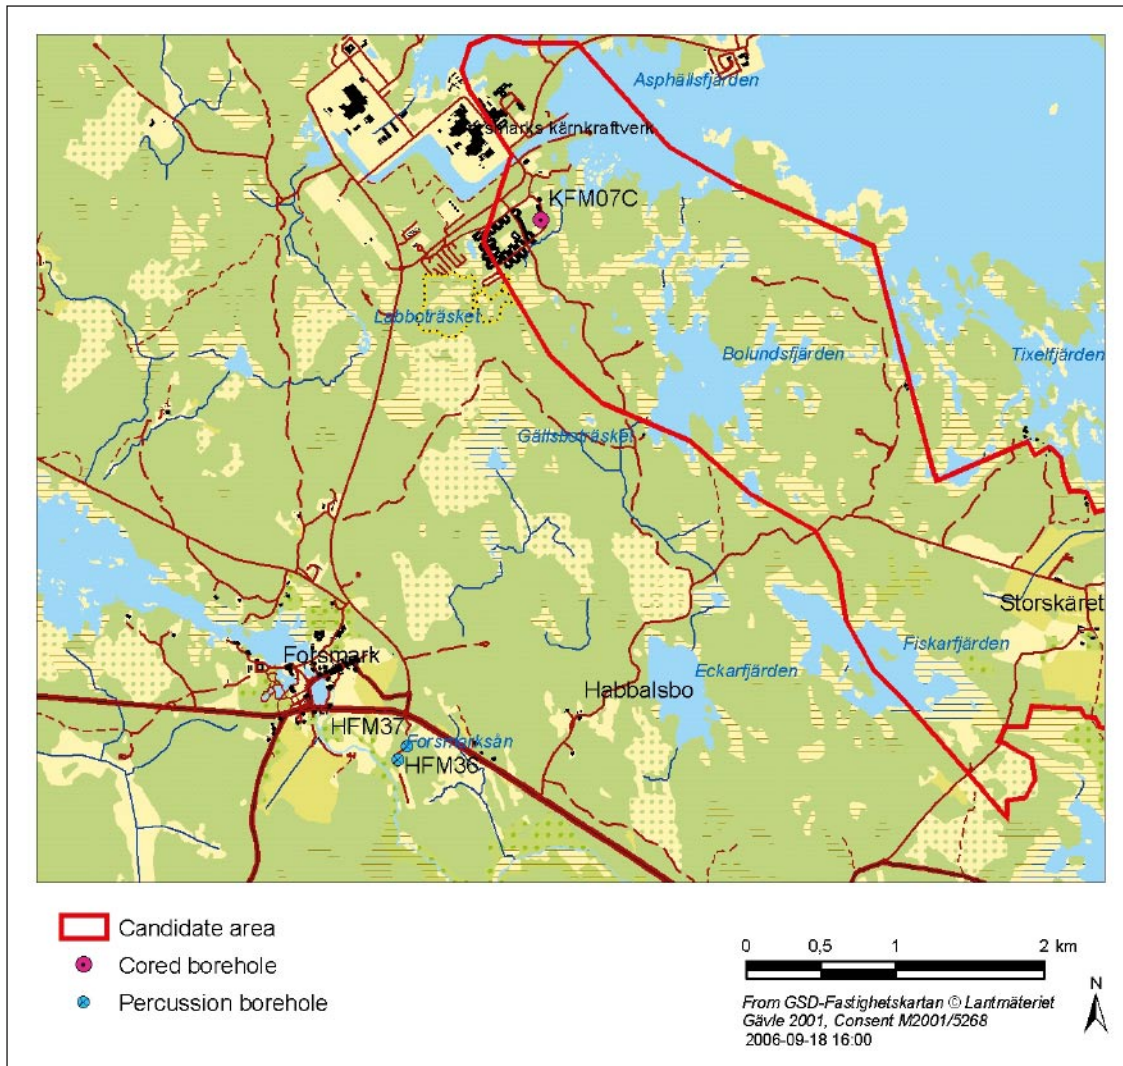 Asphällsfjärden
rsmarks kärnkraftverk
KFM07C
Labboträsket
Bolundsfjärden
Tixelfjärden
Gällsboträsket
Storskäret
Fiskarfjärden
Forsmark
Eckarfjärden
Habbalsbo
HFM37
Forsmarksån
HFM36
Candidate area
Cored borehole
Percussion borehole
0 0,5 1 2 km
From GSD-Fastighetskartan © Lantmäteriet
Gävle 2001, Consent M2001/5268
2006-09-18 16:00
N